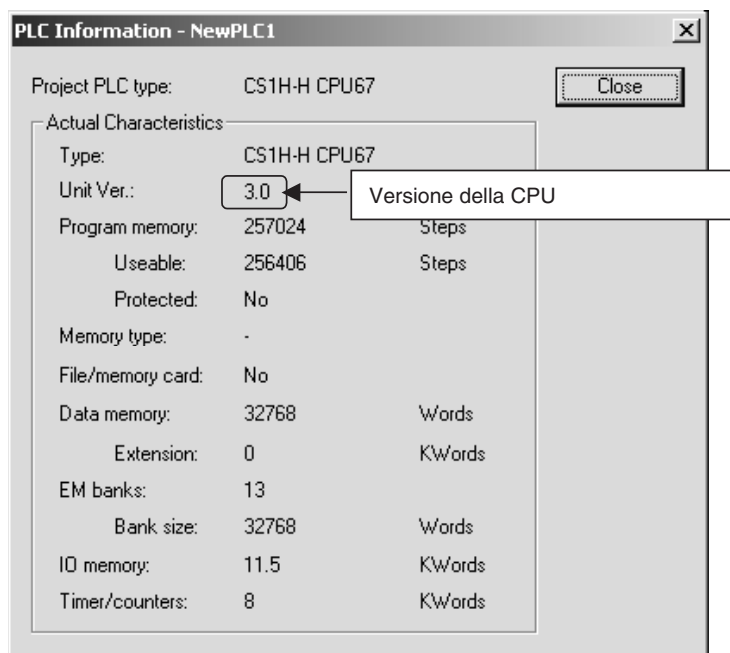 PLC Information - NewPLC1
Project PLC type: CS1H-H CPU67 Close
Actual Characteristics
Type: CS1H-H CPU67
Unit Ver.: 3.0 Versione della CPU
Program memory: 257024 Steps
Useable: 256406 Steps
Protected: No
Memory type: -
File/memory card: No
Data memory: 32768 Words
Extension: 0 KWords
EM banks: 13
Bank size: 32768 Words
IO memory: 11.5 KWords
Timer/counters: 8 KWords